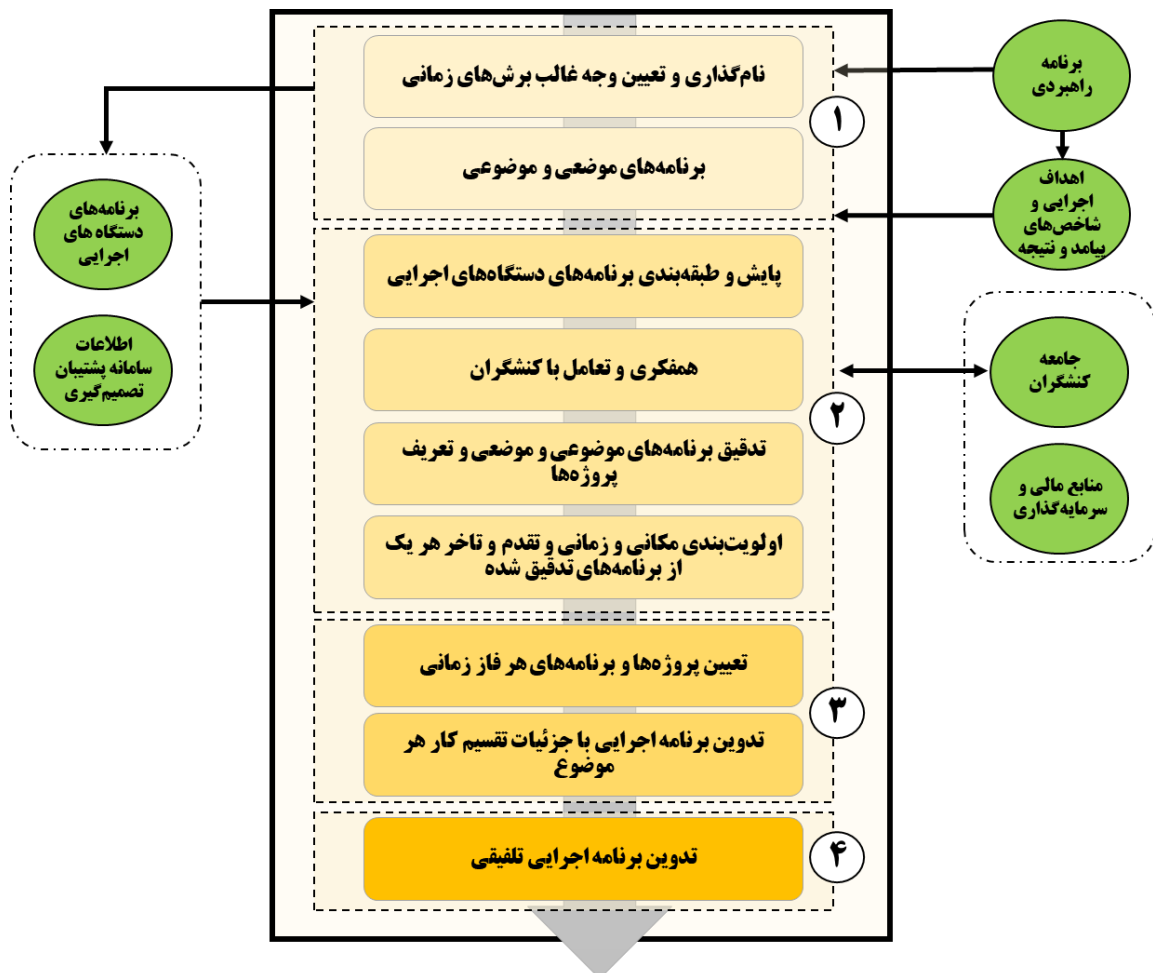 نام‌گذاری و تعیین وجه غالب برش‌های زمانی
برنامه‌های موضعی و موضوعی
۱
پایش و طبقه‌بندی برنامه‌های دستگاه‌های اجرایی
همفکری و تعامل با کنشگران
تدقیق برنامه‌های موضوعی و موضعی و تعریف
پروژه‌ها
اولویت‌بندی مکانی و زمانی و تقدم و تاخر هر یک
از برنامه‌های تدقیق شده
۲
تعیین پروژه‌ها و برنامه‌های هر فاز زمانی
تدوین برنامه اجرایی با جزئیات تقسیم کار هر
موضوع
۳
تدوین برنامه اجرایی تلفیقی
۴
برنامه
راهبردی
اهداف
اجرایی و
شاخص‌های
پیامد و نتیجه
جامعه
کنشگران
منابع مالی و
سرمایه‌گذاری
برنامه‌های
دستگاه های
اجرایی
اطلاعات
سامانه پشتیبان
تصمیم‌گیری